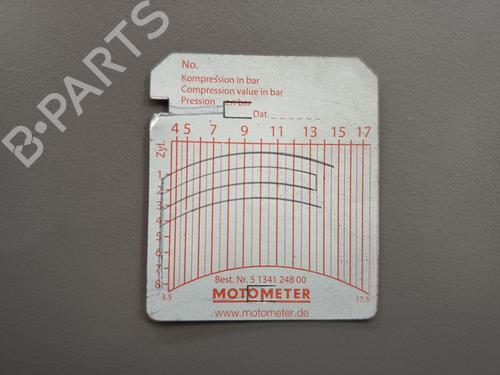 B-PARTS
No.
Kompression in bar
Compression value in bar
Pression en bar
Dat.
4 5 7 9 11 13 15 17
Zyl.
1
2
3
4
5
6
7
8
3.5 17.5
Best. Nr. 5 1341 248 00
MOTOMETER
www.motometer.de